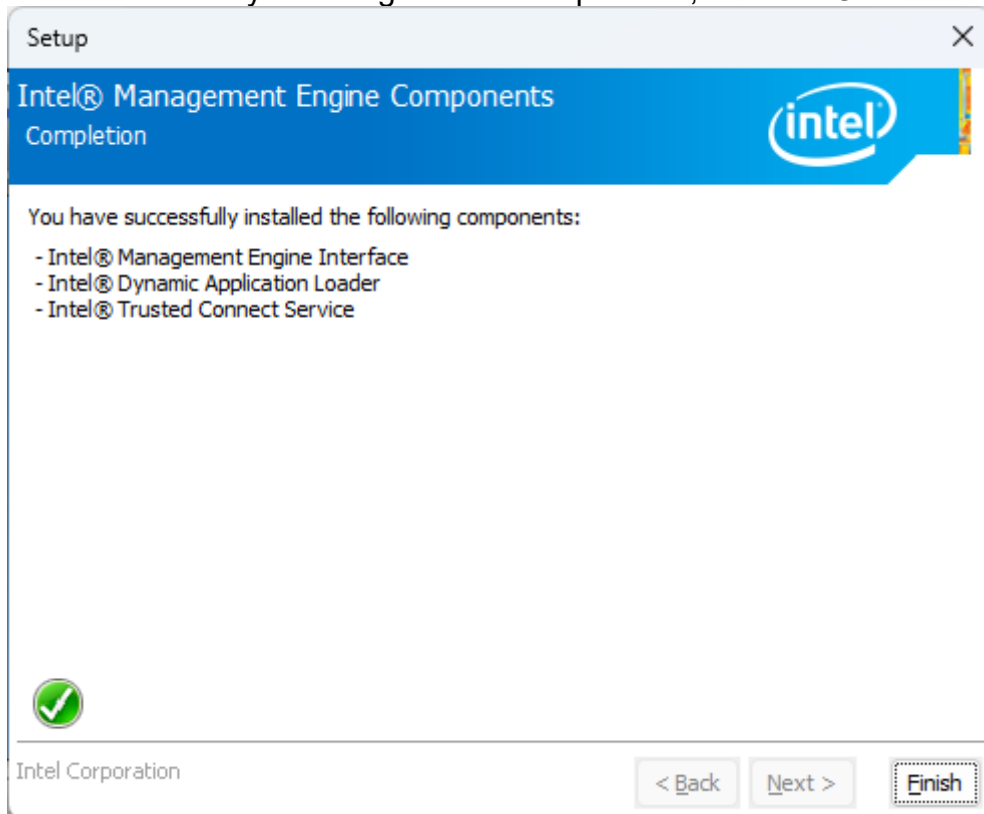 Setup
Intel® Management Engine Components
Completion
intel
You have successfully installed the following components:
- Intel® Management Engine Interface
- Intel® Dynamic Application Loader
- Intel® Trusted Connect Service
Intel Corporation
< Back
Next >
Finish